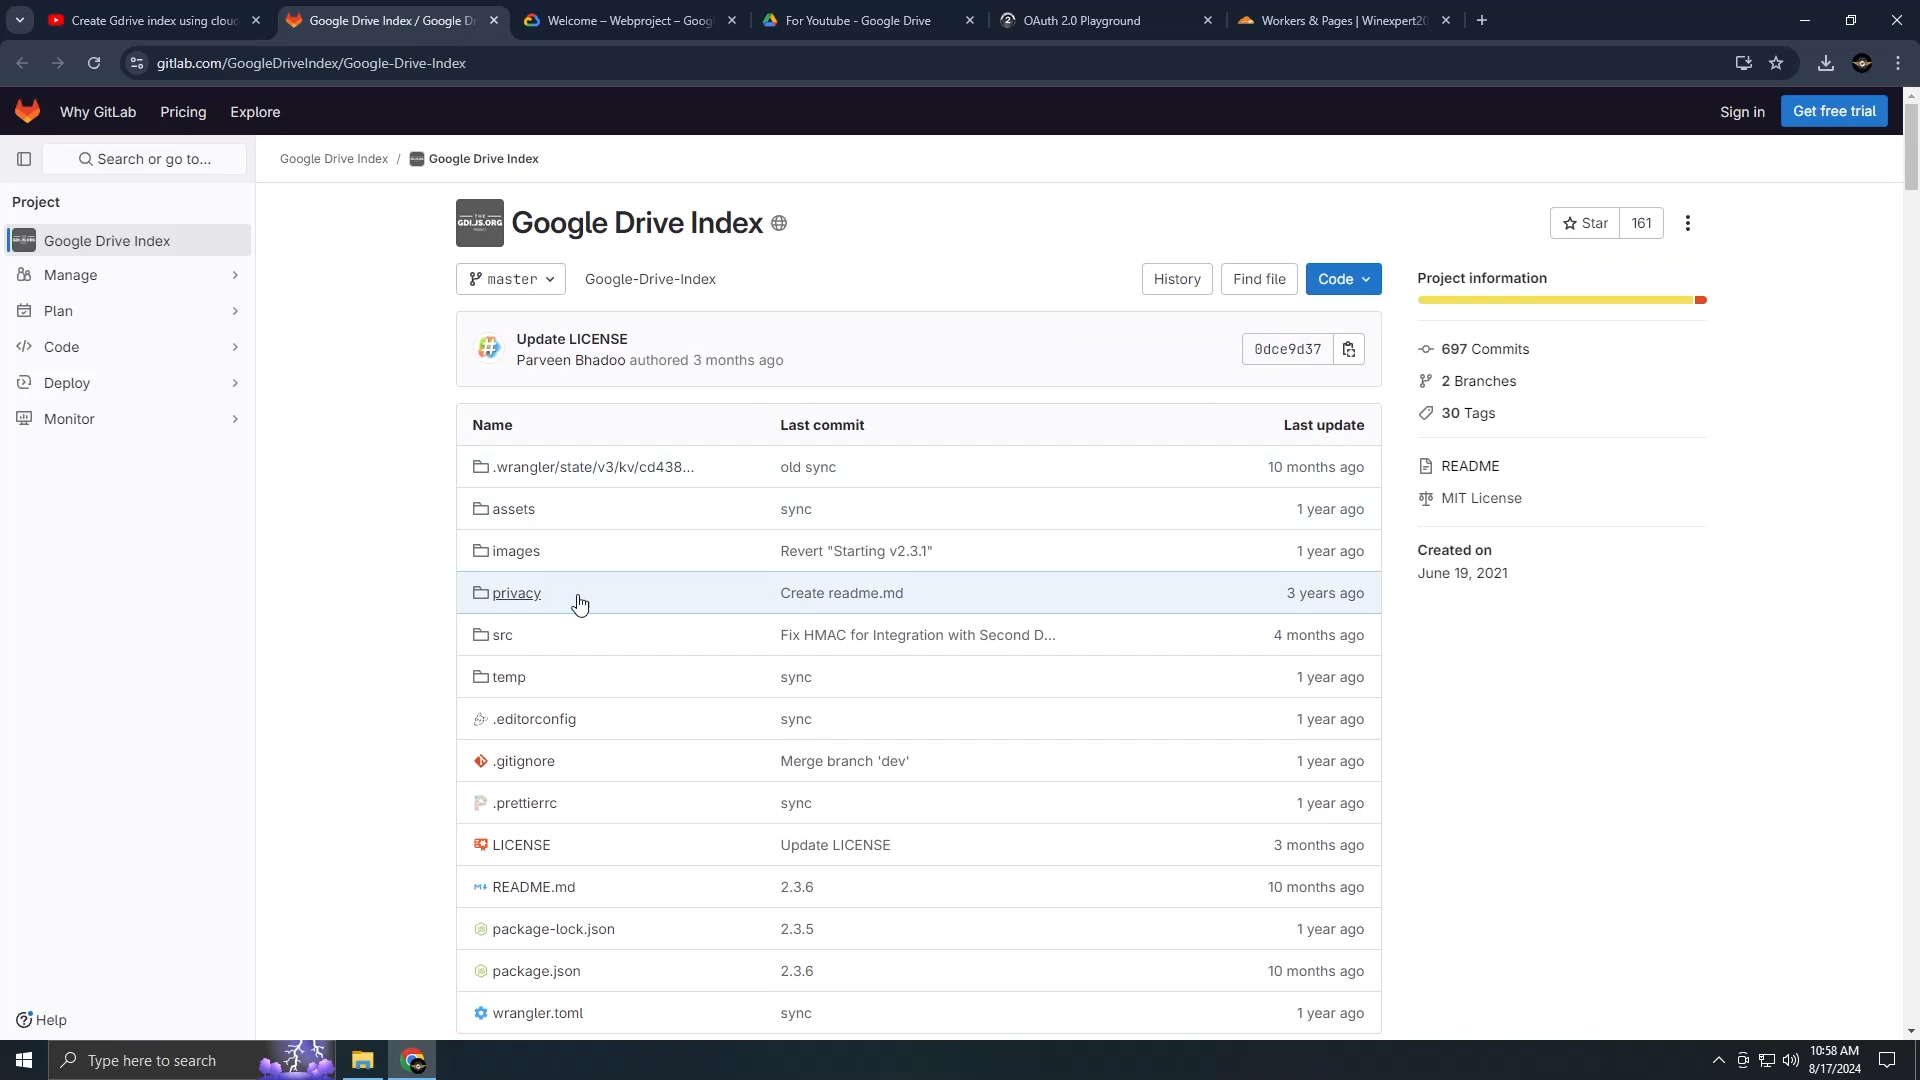 Create Gdrive index using clou
Google Drive Index / Google D
Welcome – Webproject – Goog
For Youtube - Google Drive
OAuth 2.0 Playground
Workers & Pages | Winexpert20
gitlab.com/GoogleDriveIndex/Google-Drive-Index
Why GitLab
Pricing
Explore
Sign in
Get free trial
Search or go to...
Google Drive Index / Google Drive Index
Project
Google Drive Index
Manage
Plan
Code
Deploy
Monitor
Help
THE
GDI.JS.ORG
PROJECT
Google Drive Index
Star 161
master
Google-Drive-Index
History
Find file
Code
Update LICENSE
Parveen Bhadoo authored 3 months ago
0dce9d37
Name Last commit Last update
.wrangler/state/v3/kv/cd438... old sync 10 months ago
assets sync 1 year ago
images Revert "Starting v2.3.1" 1 year ago
privacy Create readme.md 3 years ago
src Fix HMAC for Integration with Second D... 4 months ago
temp sync 1 year ago
.editorconfig sync 1 year ago
.gitignore Merge branch 'dev' 1 year ago
.prettierrc sync 1 year ago
LICENSE Update LICENSE 3 months ago
README.md 2.3.6 10 months ago
package-lock.json 2.3.5 1 year ago
package.json 2.3.6 10 months ago
wrangler.toml sync 1 year ago
Project information
697 Commits
2 Branches
30 Tags
README
MIT License
Created on
June 19, 2021
Type here to search
10:58 AM
8/17/2024